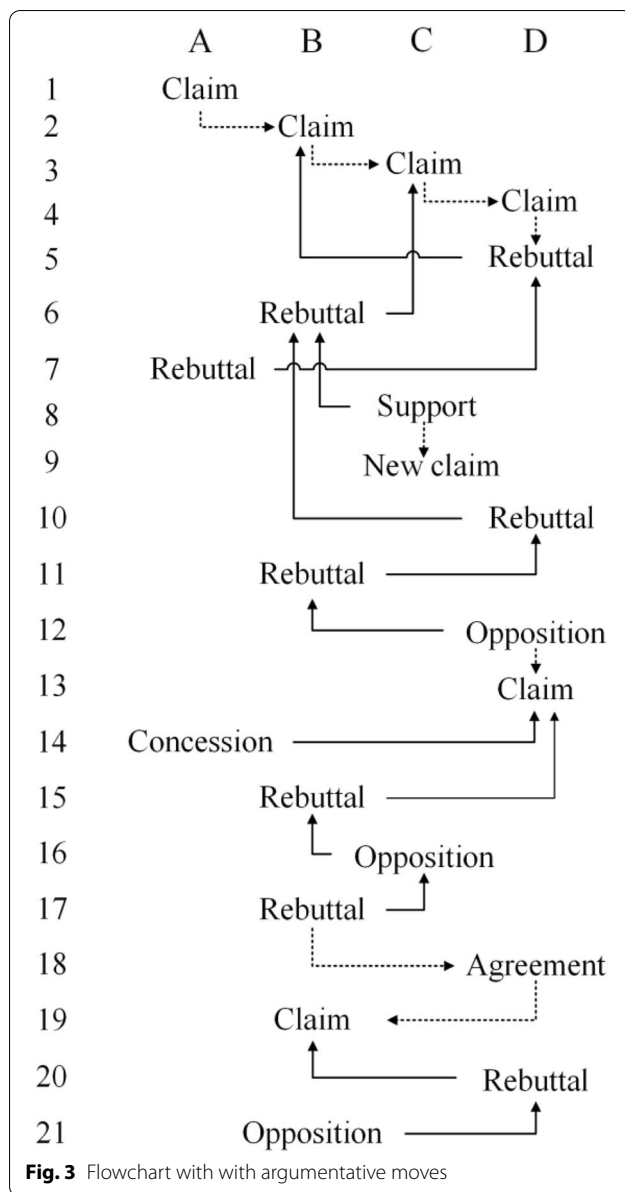 A B C D
1 Claim
2 Claim
3 Claim
4 Claim
5 Rebuttal
6 Rebuttal
7 Rebuttal
8 Support
9 New claim
10 Rebuttal
11 Rebuttal
12 Opposition
13 Claim
14 Concession
15 Rebuttal
16 Opposition
17 Rebuttal
18 Agreement
19 Claim
20 Rebuttal
21 Opposition
Fig. 3 Flowchart with with argumentative moves